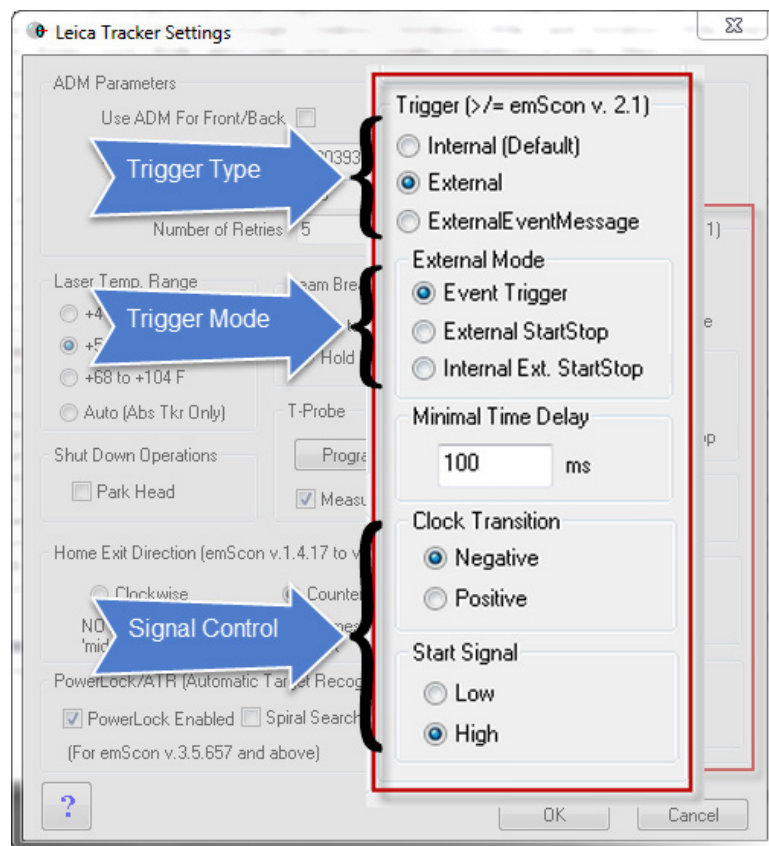 Leica Tracker Settings
ADM Parameters
Use ADM For Front/Back
Number of Retries 5
Laser Temp. Range
+68 to +104 F
Auto (Abs Tkr Only)
Hold
T-Probe
Shut Down Operations
Park Head
Home Exit Direction (emScon v.1.4.17 to v
Clockwise
PowerLock/ATR (Automatic Target Recog
PowerLock Enabled
Spiral Search
(For emScon v.3.5.657 and above)
?
OK
Cancel
Trigger Type
Trigger Mode
Signal Control
Trigger (>/= emScon v. 2.1)
Internal (Default)
External
ExternalEventMessage
External Mode
Event Trigger
External StartStop
Internal Ext. StartStop
Minimal Time Delay
100 ms
Clock Transition
Negative
Positive
Start Signal
Low
High